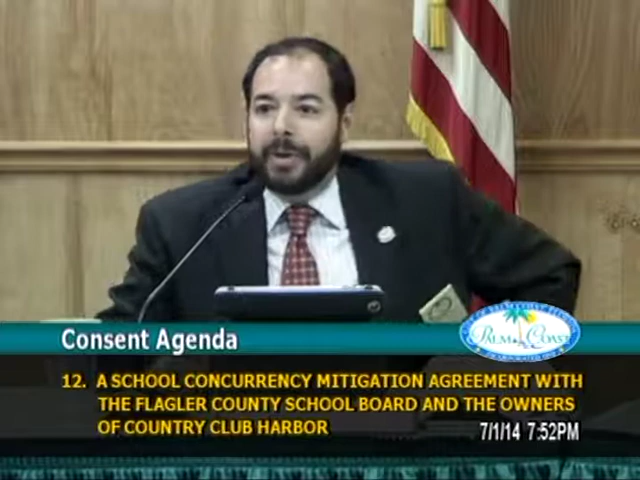 Consent Agenda
PALM COAST
12. A SCHOOL CONCURRENCY MITIGATION AGREEMENT WITH
THE FLAGLER COUNTY SCHOOL BOARD AND THE OWNERS
OF COUNTRY CLUB HARBOR
7/1/14 7:52PM